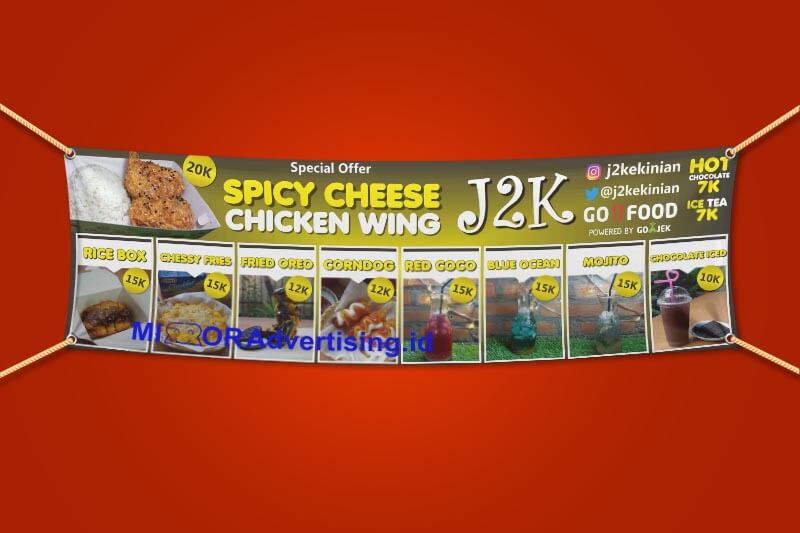 20K
Special Offer
SPICY CHEESE
CHICKEN WING
J2K
j2kekinian
@j2kekinian
GO!!FOOD
POWERED BY GOJEK
HOT
CHOCOLATE
7K
ICE TEA
7K
RICE BOX
15K
CHESSY FRIES
15K
FRIED OREO
12K
CORNDOG
12K
RED COCO
15K
BLUE OCEAN
15K
MOJITO
15K
CHOCOLATE ICED
10K
MIRRORAdvertising.id